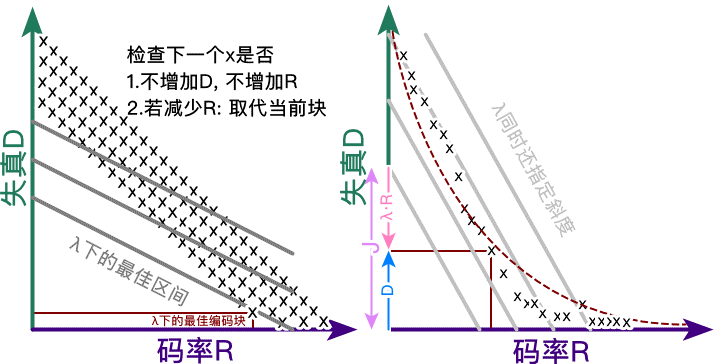 检查下一个x是否
1.不增加D, 不增加R
2.若减少R: 取代当前块
失真D
λ下的最佳区间
λ下的最佳编码块
码率R
λ同时还指定斜度
失真D
λ·R
J
D
码率R